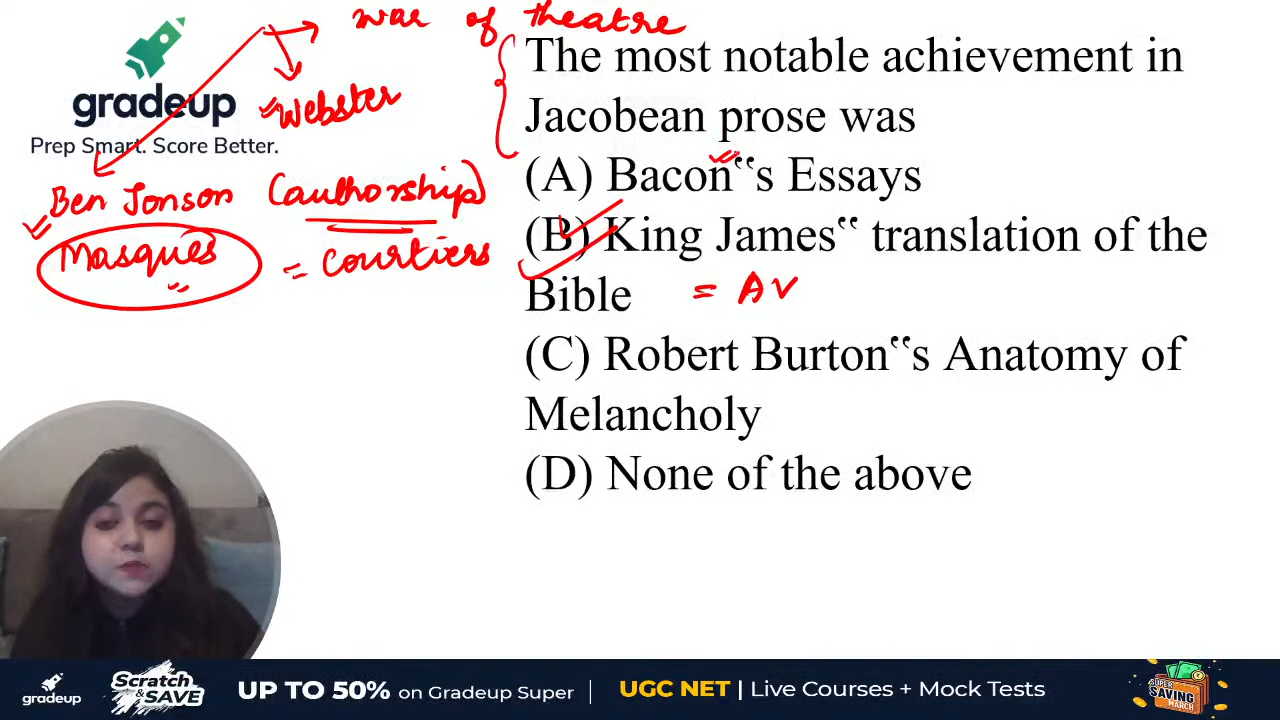 war of theatre
gradeup
Prep Smart. Score Better.
Webster
Ben Jonson (authorship)
Masques = courtiers
The most notable achievement in
Jacobean prose was
(A) Bacon‟s Essays
(B) King James‟ translation of the
Bible = AV
(C) Robert Burton‟s Anatomy of
Melancholy
(D) None of the above
gradeup
Scratch & SAVE
UP TO 50% on Gradeup Super | UGC NET | Live Courses + Mock Tests
SUPER SAVING MARCH